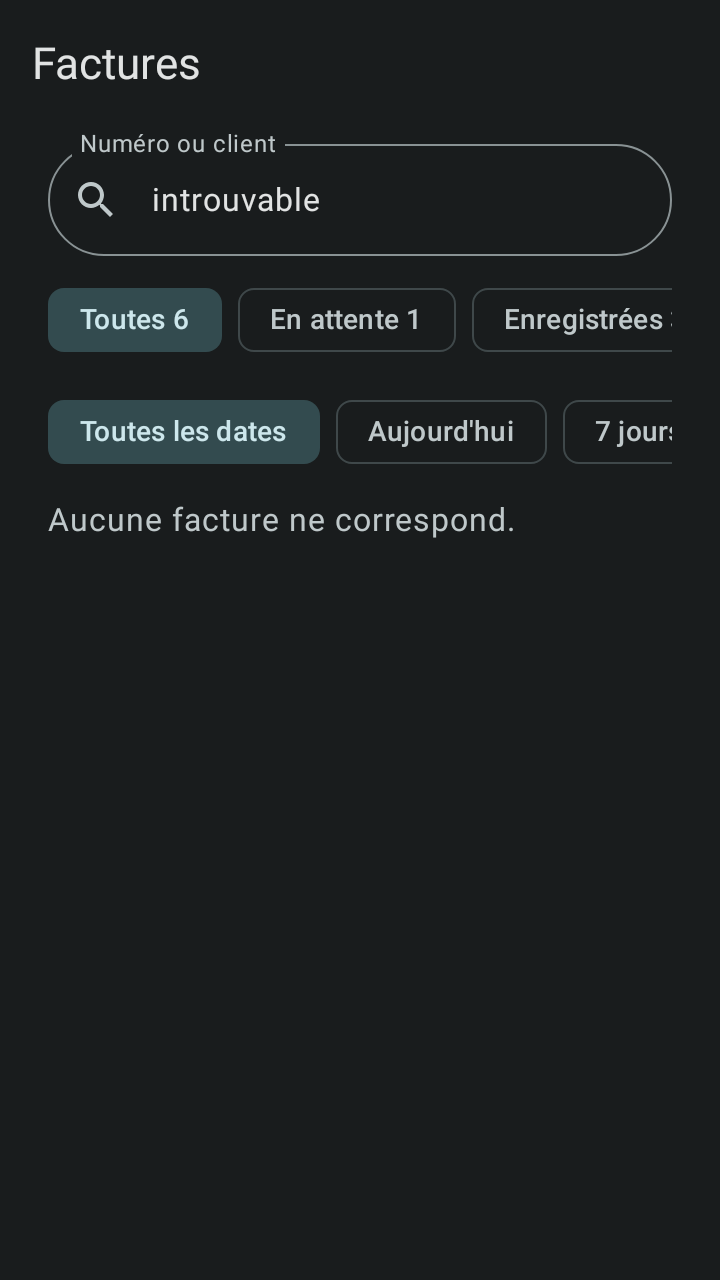 Factures
Numéro ou client
introuvable
Toutes 6
En attente 1
Enregistrées
Toutes les dates
Aujourd'hui
7 jours
Aucune facture ne correspond.